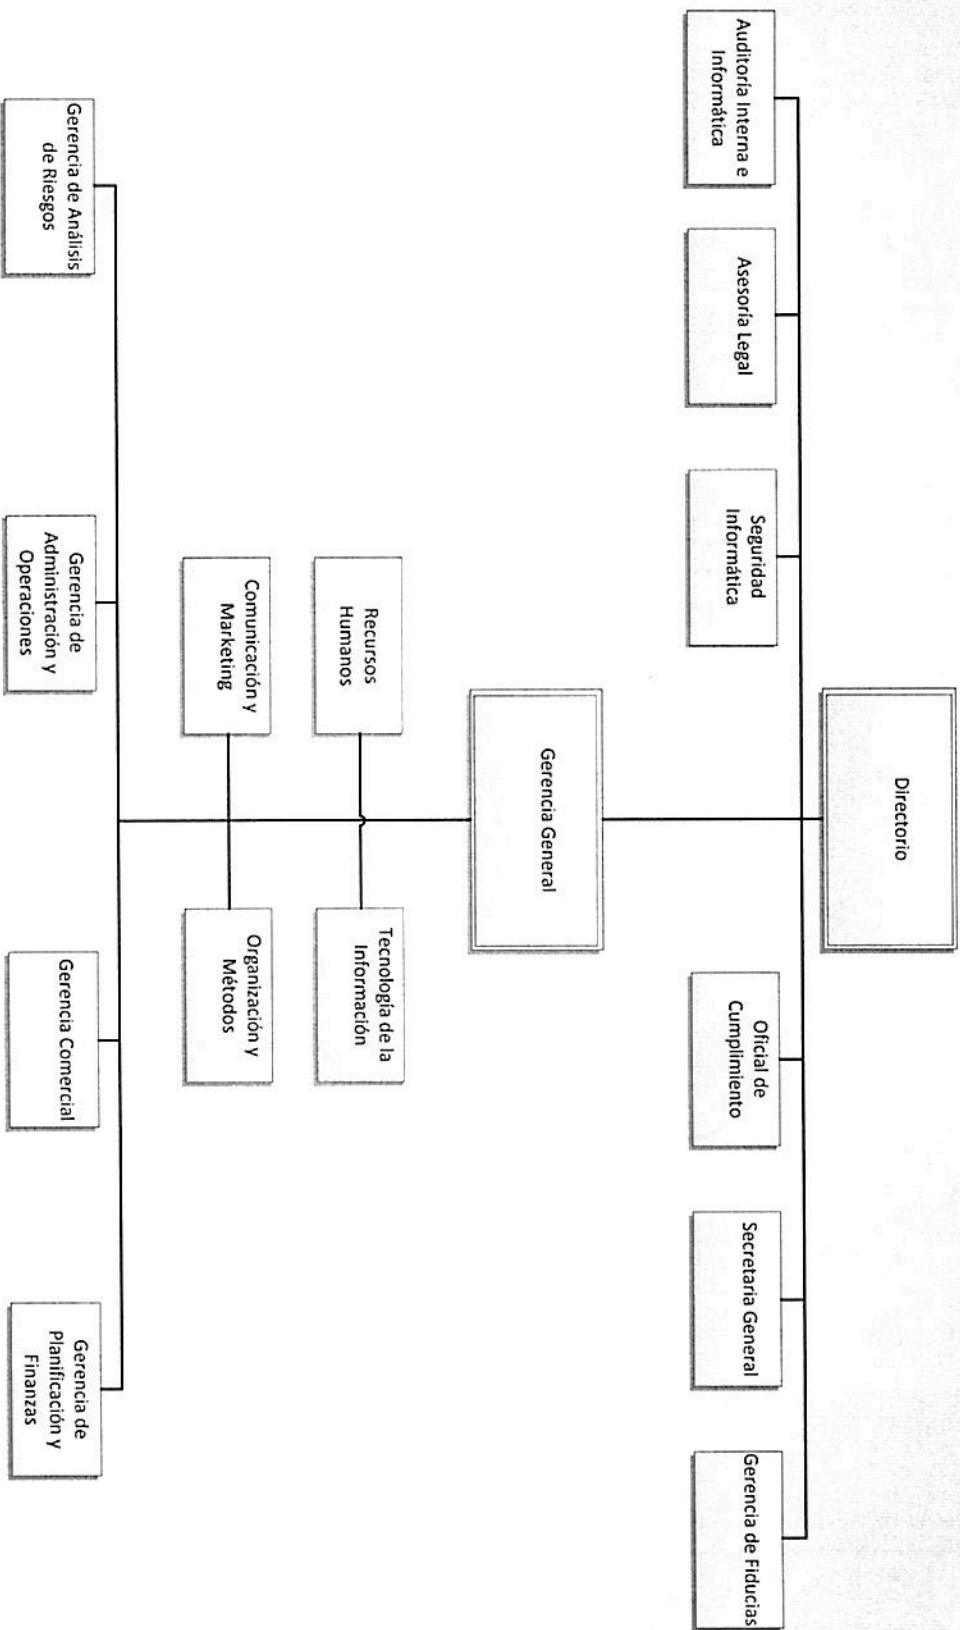 Directorio
Auditoría Interna e
Informática
Asesoría Legal
Seguridad
Informática
Oficial de
Cumplimiento
Secretaria General
Gerencia de Fiducias
Gerencia General
Recursos
Humanos
Tecnología de la
Información
Comunicación y
Marketing
Organización y
Métodos
Gerencia de Análisis
de Riesgos
Gerencia de
Administración y
Operaciones
Gerencia Comercial
Gerencia de
Planificación y
Finanzas